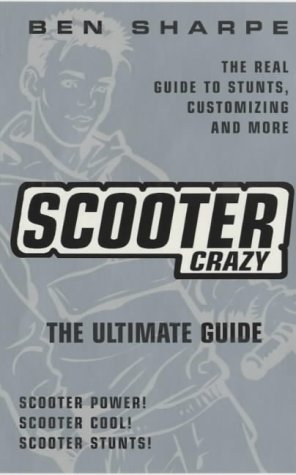 BEN SHARPE
THE REAL
GUIDE TO STUNTS,
CUSTOMIZING
AND MORE
SCOOTER
CRAZY
THE ULTIMATE GUIDE
SCOOTER POWER!
SCOOTER COOL!
SCOOTER STUNTS!